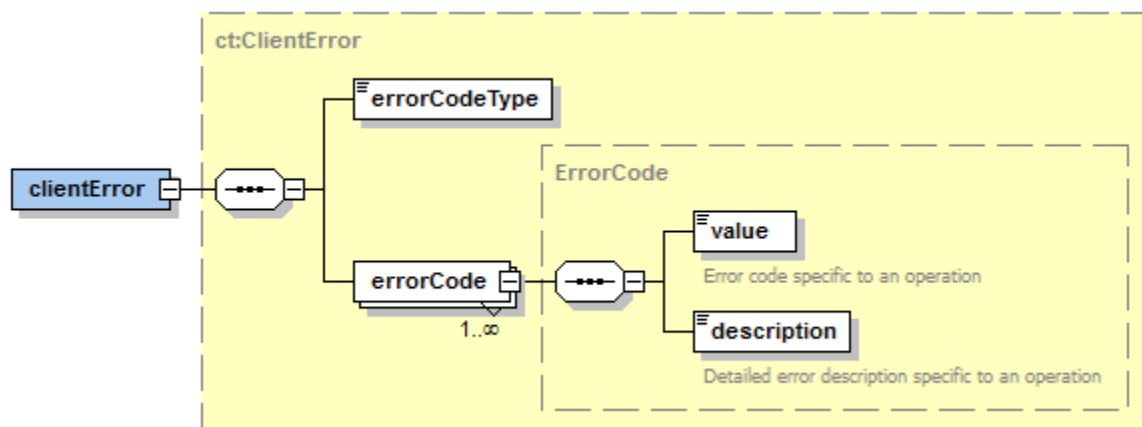 ct:ClientError
errorCodeType
clientError
ErrorCode
value
Error code specific to an operation
errorCode
1..∞
description
Detailed error description specific to an operation